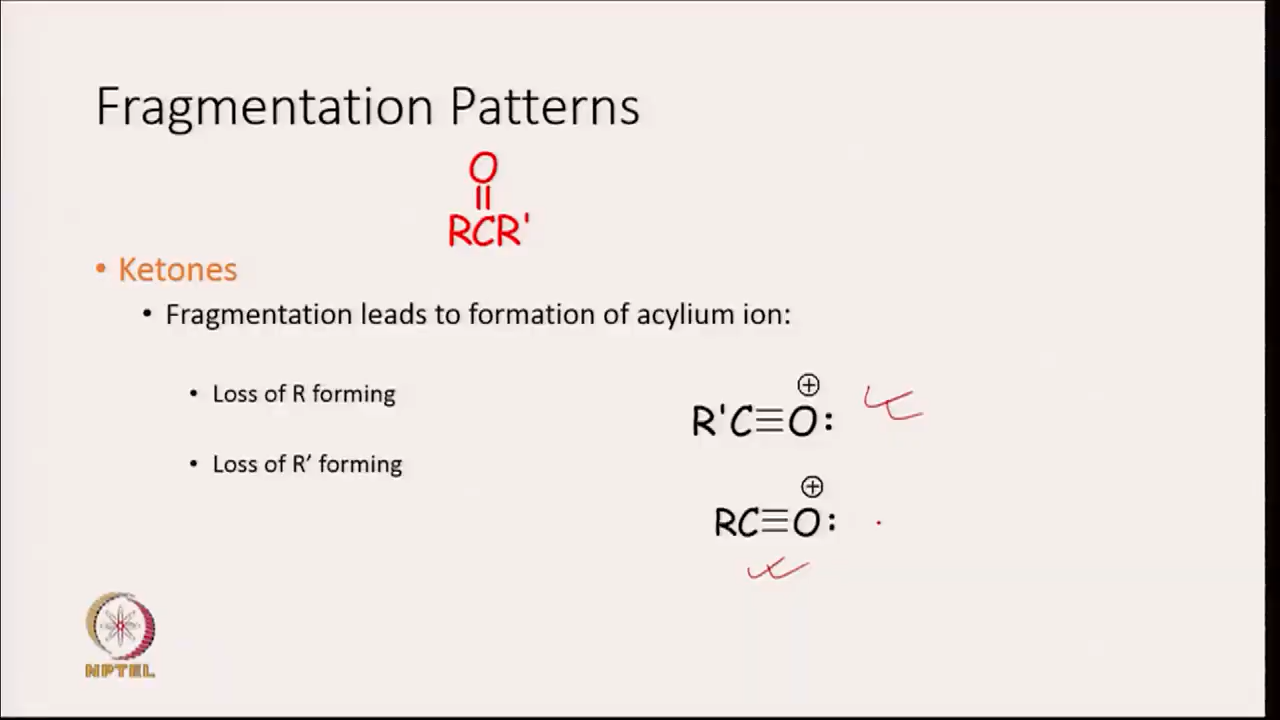 Fragmentation Patterns
O
||
RCR'
• Ketones
• Fragmentation leads to formation of acylium ion:
• Loss of R forming
⊕
R'C≡O:
• Loss of R’ forming
⊕
RC≡O:
NPTEL